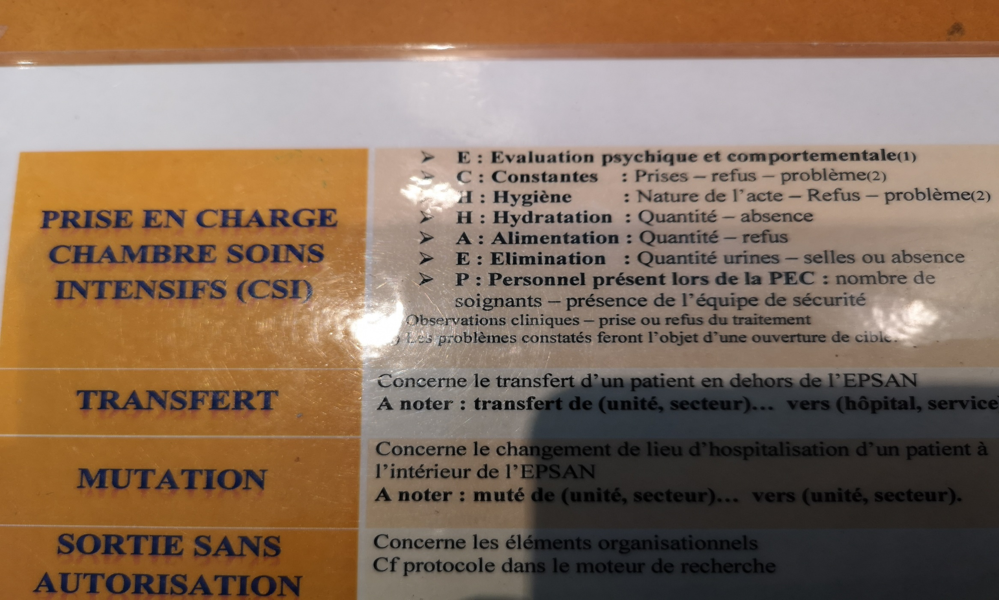 PRISE EN CHARGE
CHAMBRE SOINS
INTENSIFS (CSI)
➢ E : Evaluation psychique et comportementale(1)
➢ C : Constantes : Prises – refus – problème(2)
H : Hygiène : Nature de l'acte – Refus – problème(2)
➢ H : Hydratation : Quantité – absence
➢ A : Alimentation : Quantité – refus
➢ E : Elimination : Quantité urines – selles ou absence
➢ P : Personnel présent lors de la PEC : nombre de
soignants – présence de l'équipe de sécurité
Observations cliniques – prise ou refus du traitement
) Les problèmes constatés feront l'objet d'une ouverture de cible.
TRANSFERT
Concerne le transfert d'un patient en dehors de l'EPSAN
A noter : transfert de (unité, secteur)... vers (hôpital, service)
MUTATION
Concerne le changement de lieu d'hospitalisation d'un patient à
l'intérieur de l'EPSAN
A noter : muté de (unité, secteur)... vers (unité, secteur).
SORTIE SANS
AUTORISATION
Concerne les éléments organisationnels
Cf protocole dans le moteur de recherche